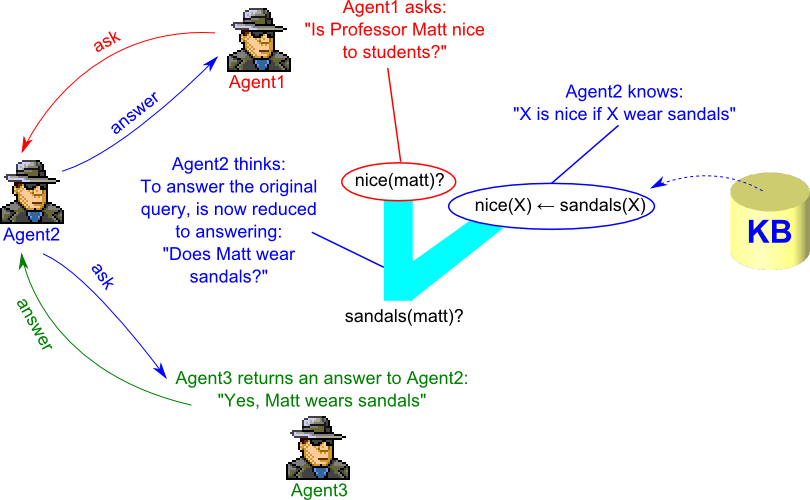 Agent1 asks:
"Is Professor Matt nice
to students?"
ask
Agent1
answer
Agent2 knows:
"X is nice if X wear sandals"
Agent2 thinks:
To answer the original
query, is now reduced
to answering:
"Does Matt wear
sandals?"
nice(matt)?
nice(X) ← sandals(X)
KB
Agent2
ask
answer
sandals(matt)?
Agent3 returns an answer to Agent2:
"Yes, Matt wears sandals"
Agent3